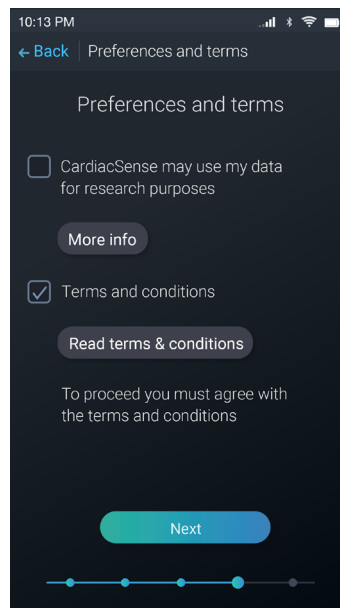 10:13 PM
← Back Preferences and terms
Preferences and terms
CardiacSense may use my data
for research purposes
More info
Terms and conditions
Read terms & conditions
To proceed you must agree with
the terms and conditions
Next